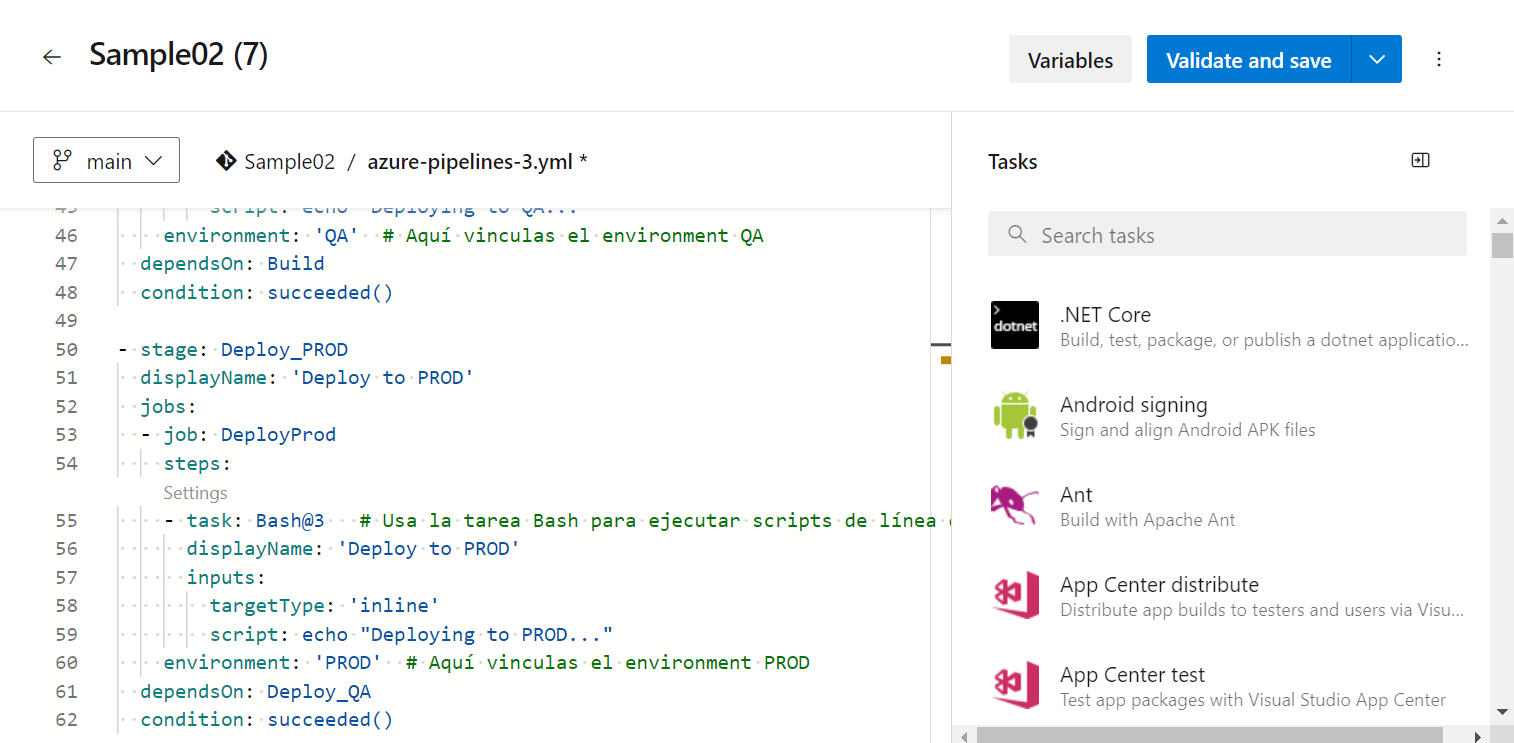 Sample02 (7)
Variables
Validate and save
main
Sample02 / azure-pipelines-3.yml *
45 script: echo "Deploying to QA..."
46 environment: 'QA'  # Aquí vinculas el environment QA
47 dependsOn: Build
48 condition: succeeded()
49
50 - stage: Deploy_PROD
51 displayName: 'Deploy to PROD'
52 jobs:
53 - job: DeployProd
54 steps:
Settings
55 - task: Bash@3   # Usa la tarea Bash para ejecutar scripts de línea
56 displayName: 'Deploy to PROD'
57 inputs:
58 targetType: 'inline'
59 script: echo "Deploying to PROD..."
60 environment: 'PROD'  # Aquí vinculas el environment PROD
61 dependsOn: Deploy_QA
62 condition: succeeded()
Tasks
Search tasks
dotnet
.NET Core
Build, test, package, or publish a dotnet applicatio...
Android signing
Sign and align Android APK files
Ant
Build with Apache Ant
App Center distribute
Distribute app builds to testers and users via Visu...
App Center test
Test app packages with Visual Studio App Center